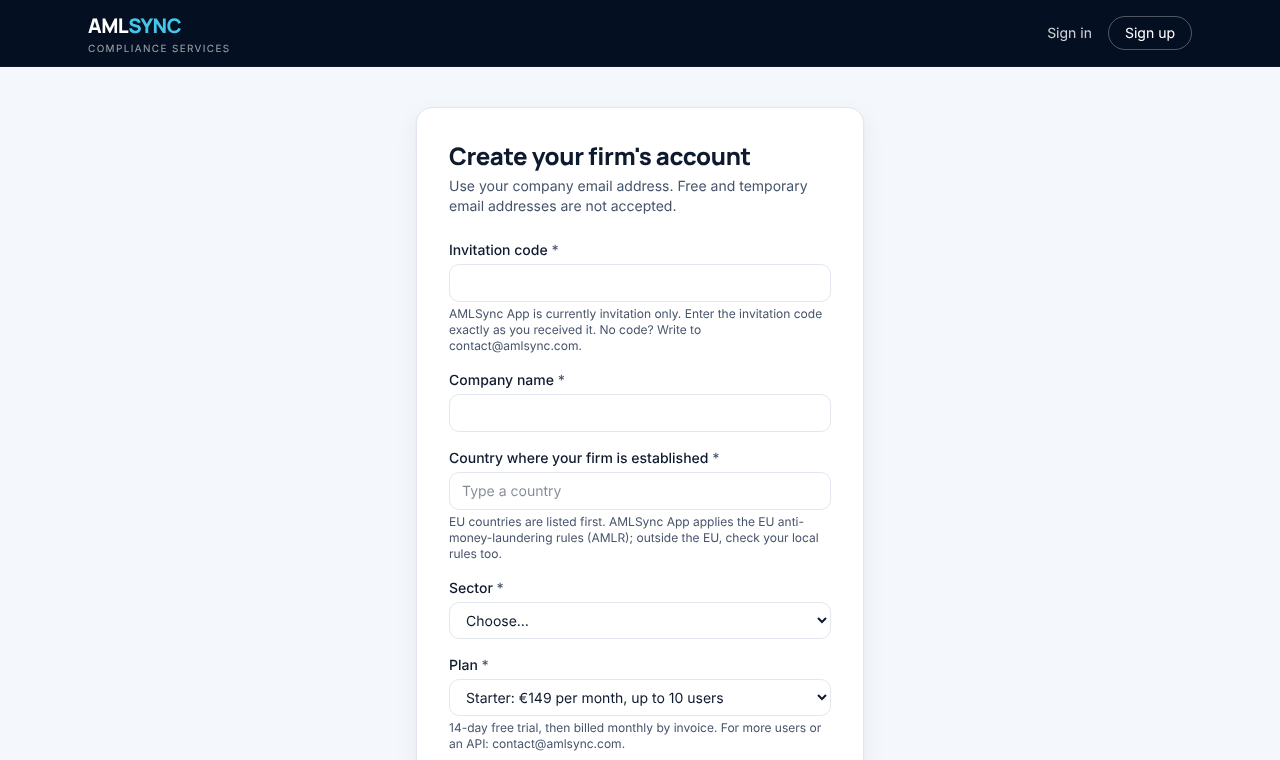 AMLSYNC
COMPLIANCE SERVICES
Sign in
Sign up
Create your firm's account
Use your company email address. Free and temporary
email addresses are not accepted.
Invitation code *
AMLSync App is currently invitation only. Enter the invitation code
exactly as you received it. No code? Write to
contact@amlsync.com.
Company name *
Country where your firm is established *
Type a country
EU countries are listed first. AMLSync App applies the EU anti-
money-laundering rules (AMLR); outside the EU, check your local
rules too.
Sector *
Choose...
Plan *
Starter: €149 per month, up to 10 users
14-day free trial, then billed monthly by invoice. For more users or
an API: contact@amlsync.com.